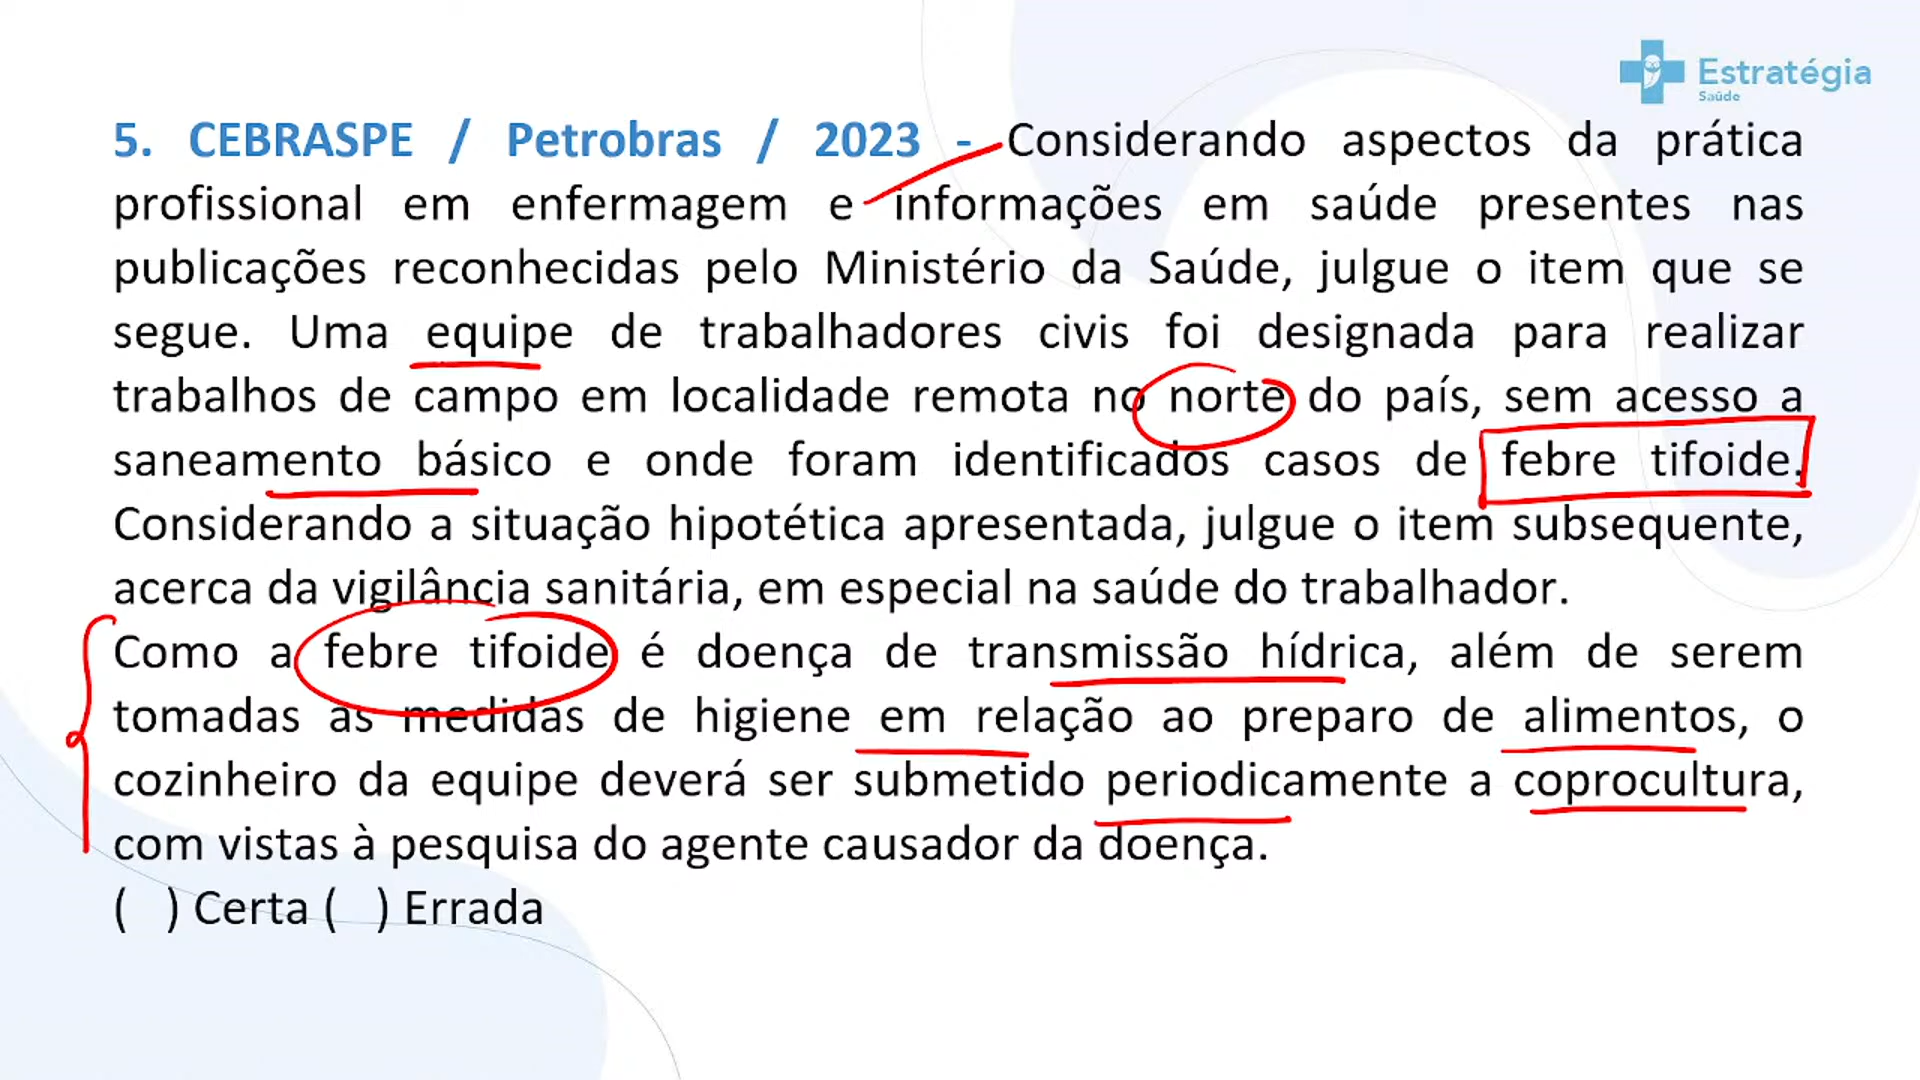 Estratégia
Saúde
5. CEBRASPE / Petrobras / 2023 - Considerando aspectos da prática
profissional em enfermagem e informações em saúde presentes nas
publicações reconhecidas pelo Ministério da Saúde, julgue o item que se
segue. Uma equipe de trabalhadores civis foi designada para realizar
trabalhos de campo em localidade remota no norte do país, sem acesso a
saneamento básico e onde foram identificados casos de febre tifoide.
Considerando a situação hipotética apresentada, julgue o item subsequente,
acerca da vigilância sanitária, em especial na saúde do trabalhador.
Como a febre tifoide é doença de transmissão hídrica, além de serem
tomadas as medidas de higiene em relação ao preparo de alimentos, o
cozinheiro da equipe deverá ser submetido periodicamente a coprocultura,
com vistas à pesquisa do agente causador da doença.
( ) Certa ( ) Errada